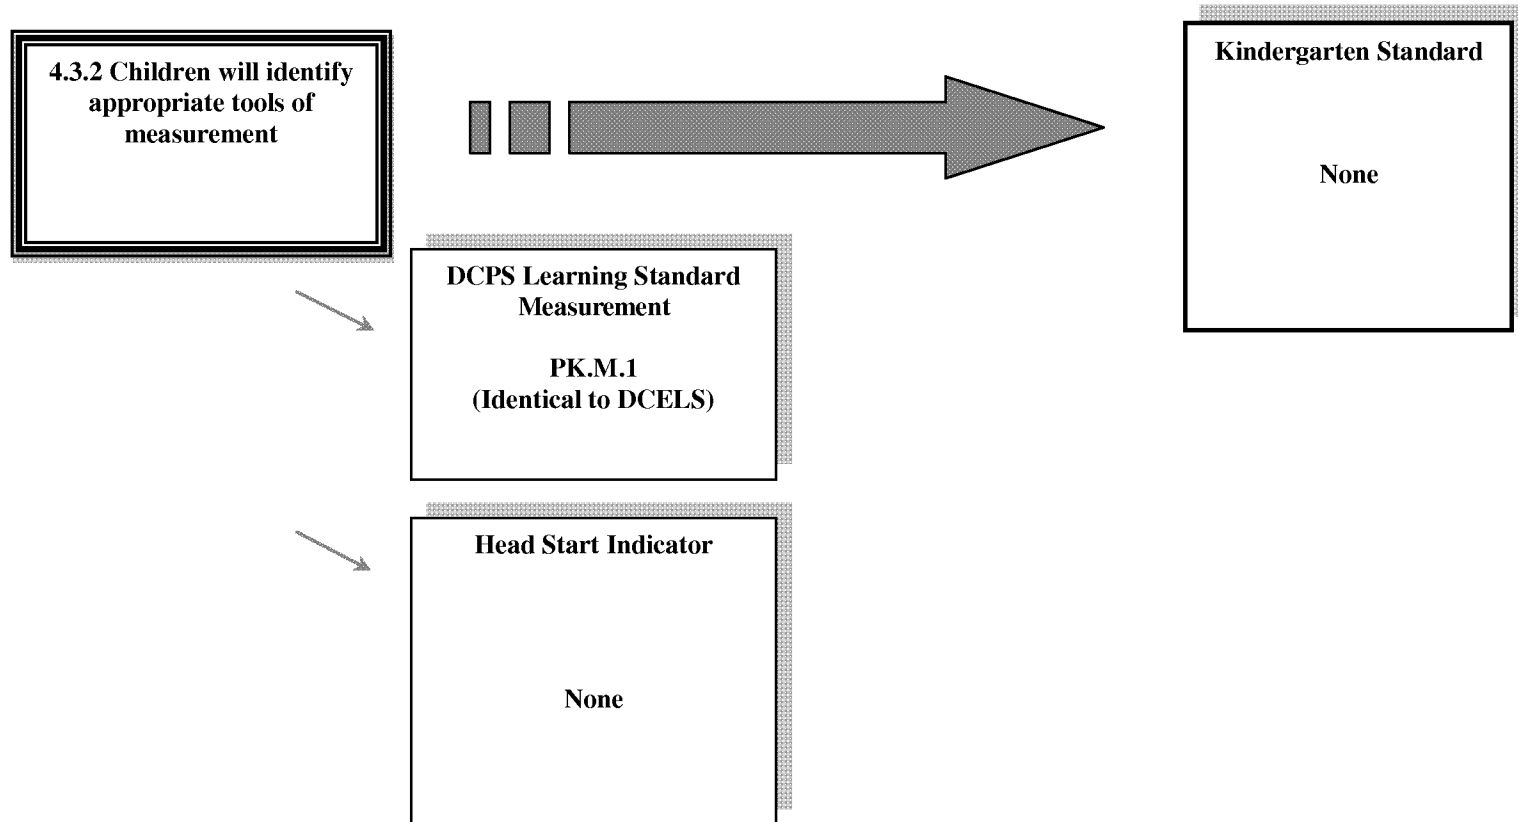 4.3.2 Children will identify
appropriate tools of
measurement
Kindergarten Standard
None
DCPS Learning Standard
Measurement
PK.M.1
(Identical to DCELS)
Head Start Indicator
None